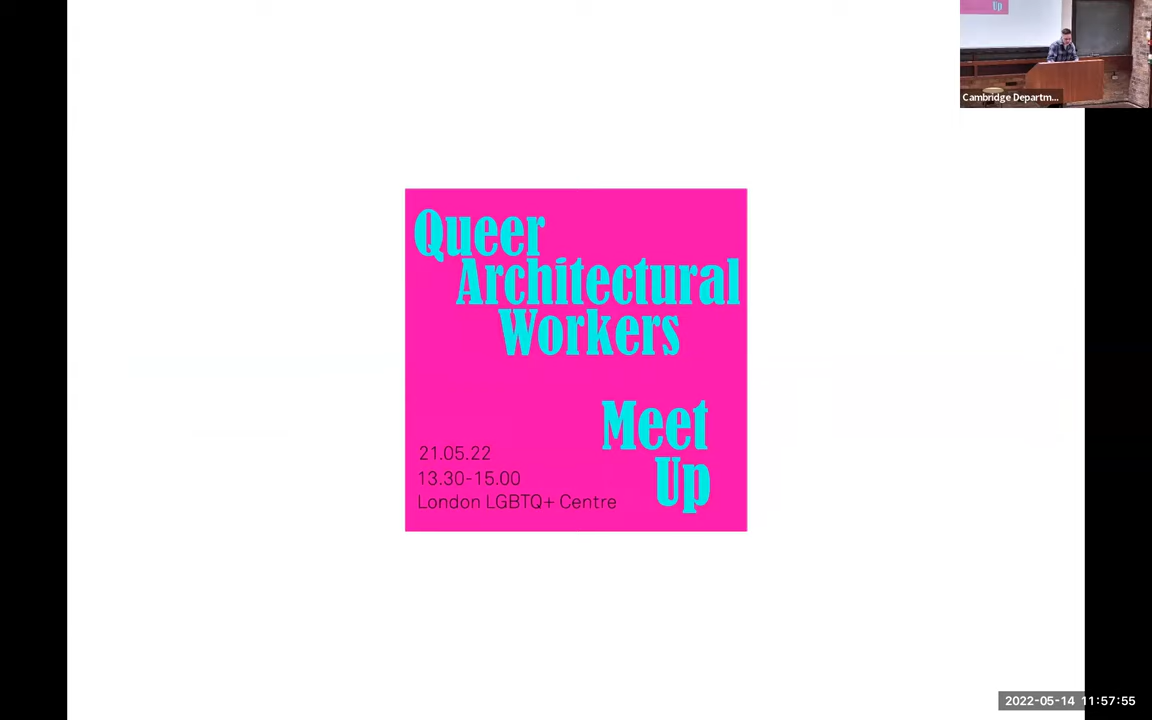 Up
Cambridge Departm...
Queer
Architectural
Workers
Meet
Up
21.05.22
13.30-15.00
London LGBTQ+ Centre
2022-05-14 11:57:55